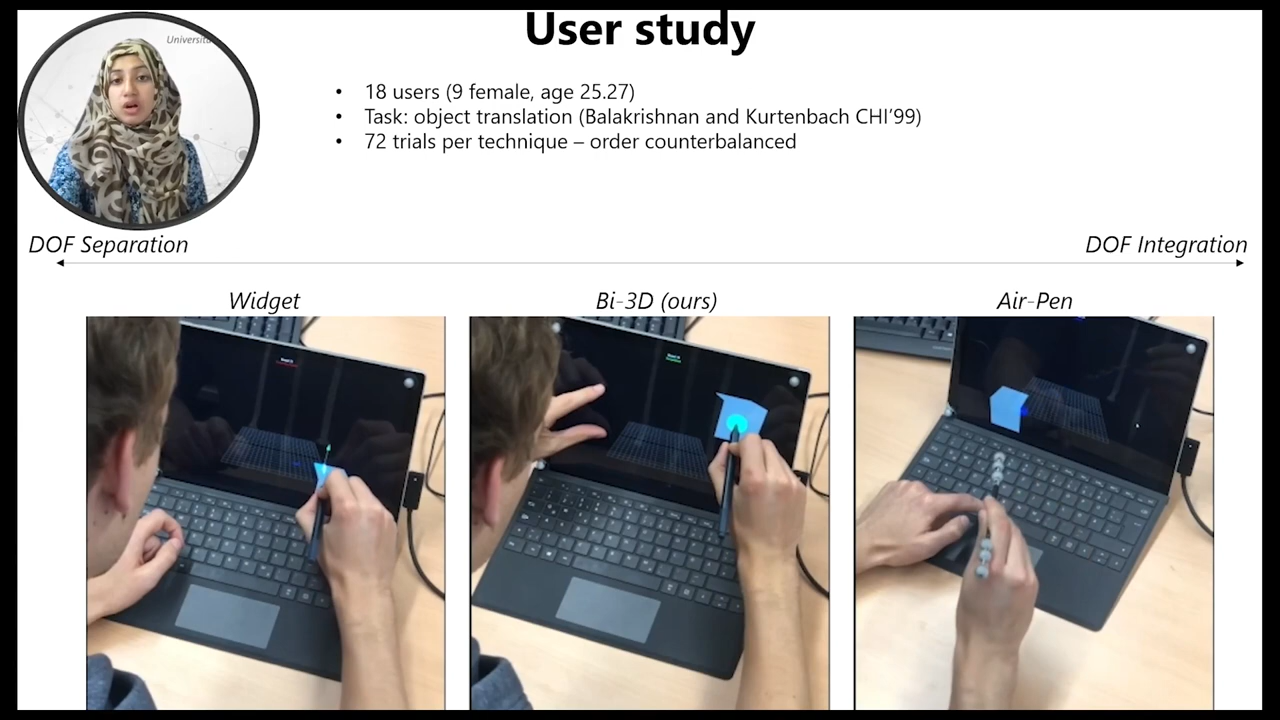 User study
• 18 users (9 female, age 25.27)
• Task: object translation (Balakrishnan and Kurtenbach CHI’99)
• 72 trials per technique – order counterbalanced
DOF Separation
DOF Integration
Widget
Bi-3D (ours)
Air-Pen